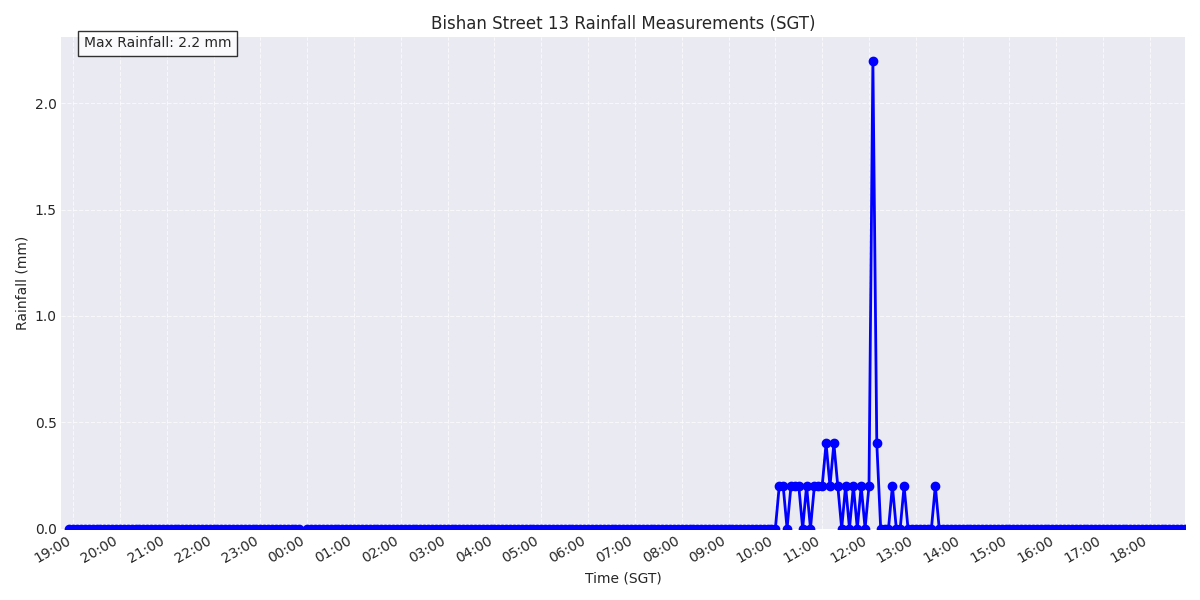 Bishan Street 13 Rainfall Measurements (SGT)
Max Rainfall: 2.2 mm
Rainfall (mm)
2.0
1.5
1.0
0.5
0.0
19:00 20:00 21:00 22:00 23:00 00:00 01:00 02:00 03:00 04:00 05:00 06:00 07:00 08:00 09:00 10:00 11:00 12:00 13:00 14:00 15:00 16:00 17:00 18:00
Time (SGT)